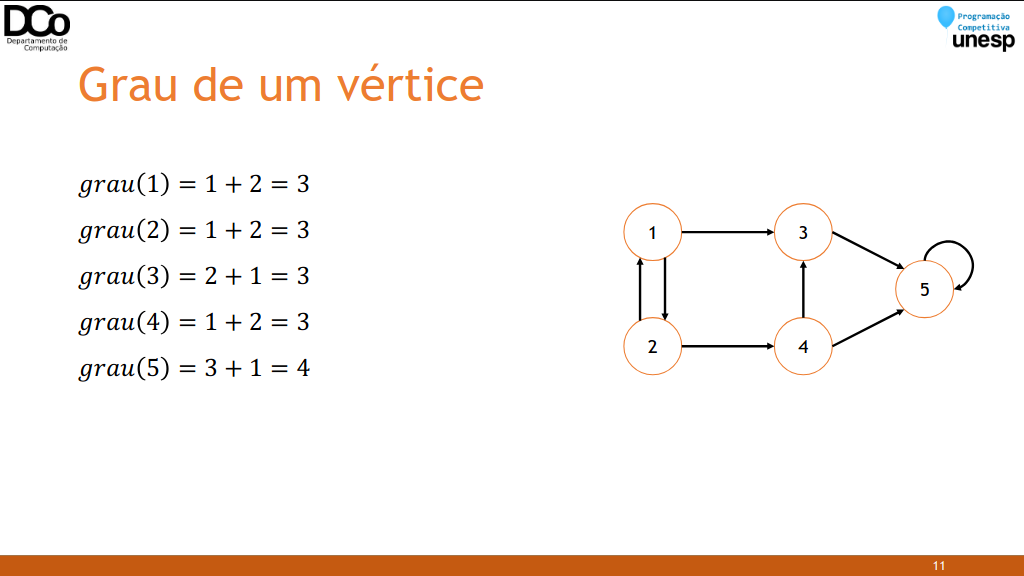 DCo
Departamento de
Computação
Programação
Competitiva
unesp
Grau de um vértice
grau(1) = 1 + 2 = 3
grau(2) = 1 + 2 = 3
grau(3) = 2 + 1 = 3
grau(4) = 1 + 2 = 3
grau(5) = 3 + 1 = 4
1
3
5
2
4
11